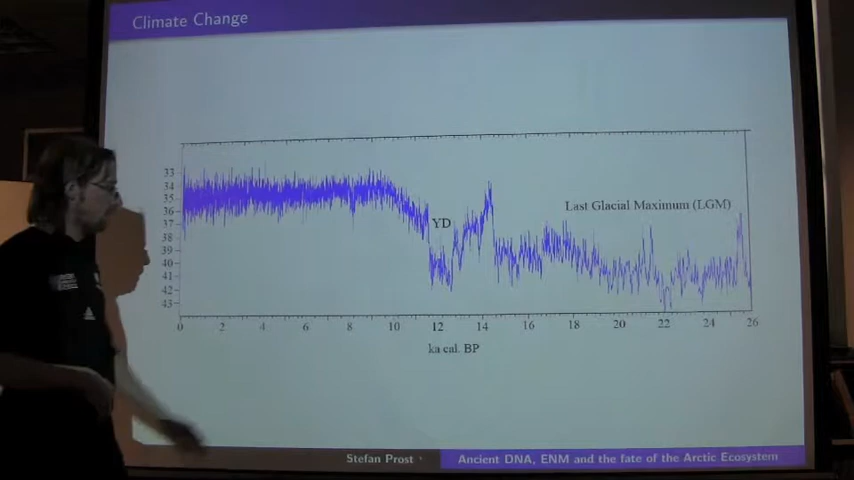 Climate Change
33
34
35
36
37
38
39
40
41
42
43
YD
Last Glacial Maximum (LGM)
0 2 4 6 8 10 12 14 16 18 20 22 24 26
ka cal. BP
Stefan Prost
Ancient DNA, ENM and the fate of the Arctic Ecosystem